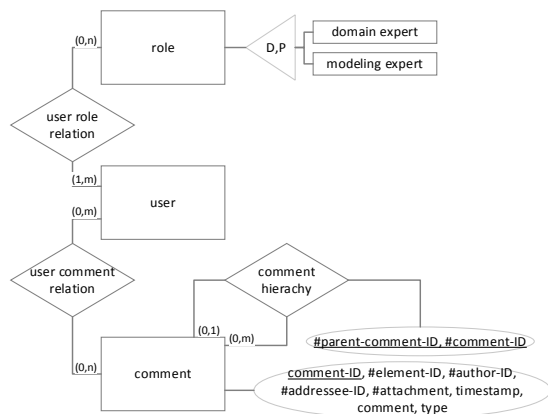 (0,n)
role
D,P
domain expert
modeling expert
user role
relation
(1,m)
user
(0,m)
user comment
relation
comment
hierachy
(0,1)
(0,m)
#parent-comment-ID, #comment-ID
(0,n)
comment
comment-ID, #element-ID, #author-ID,
#addressee-ID, #attachment, timestamp,
comment, type